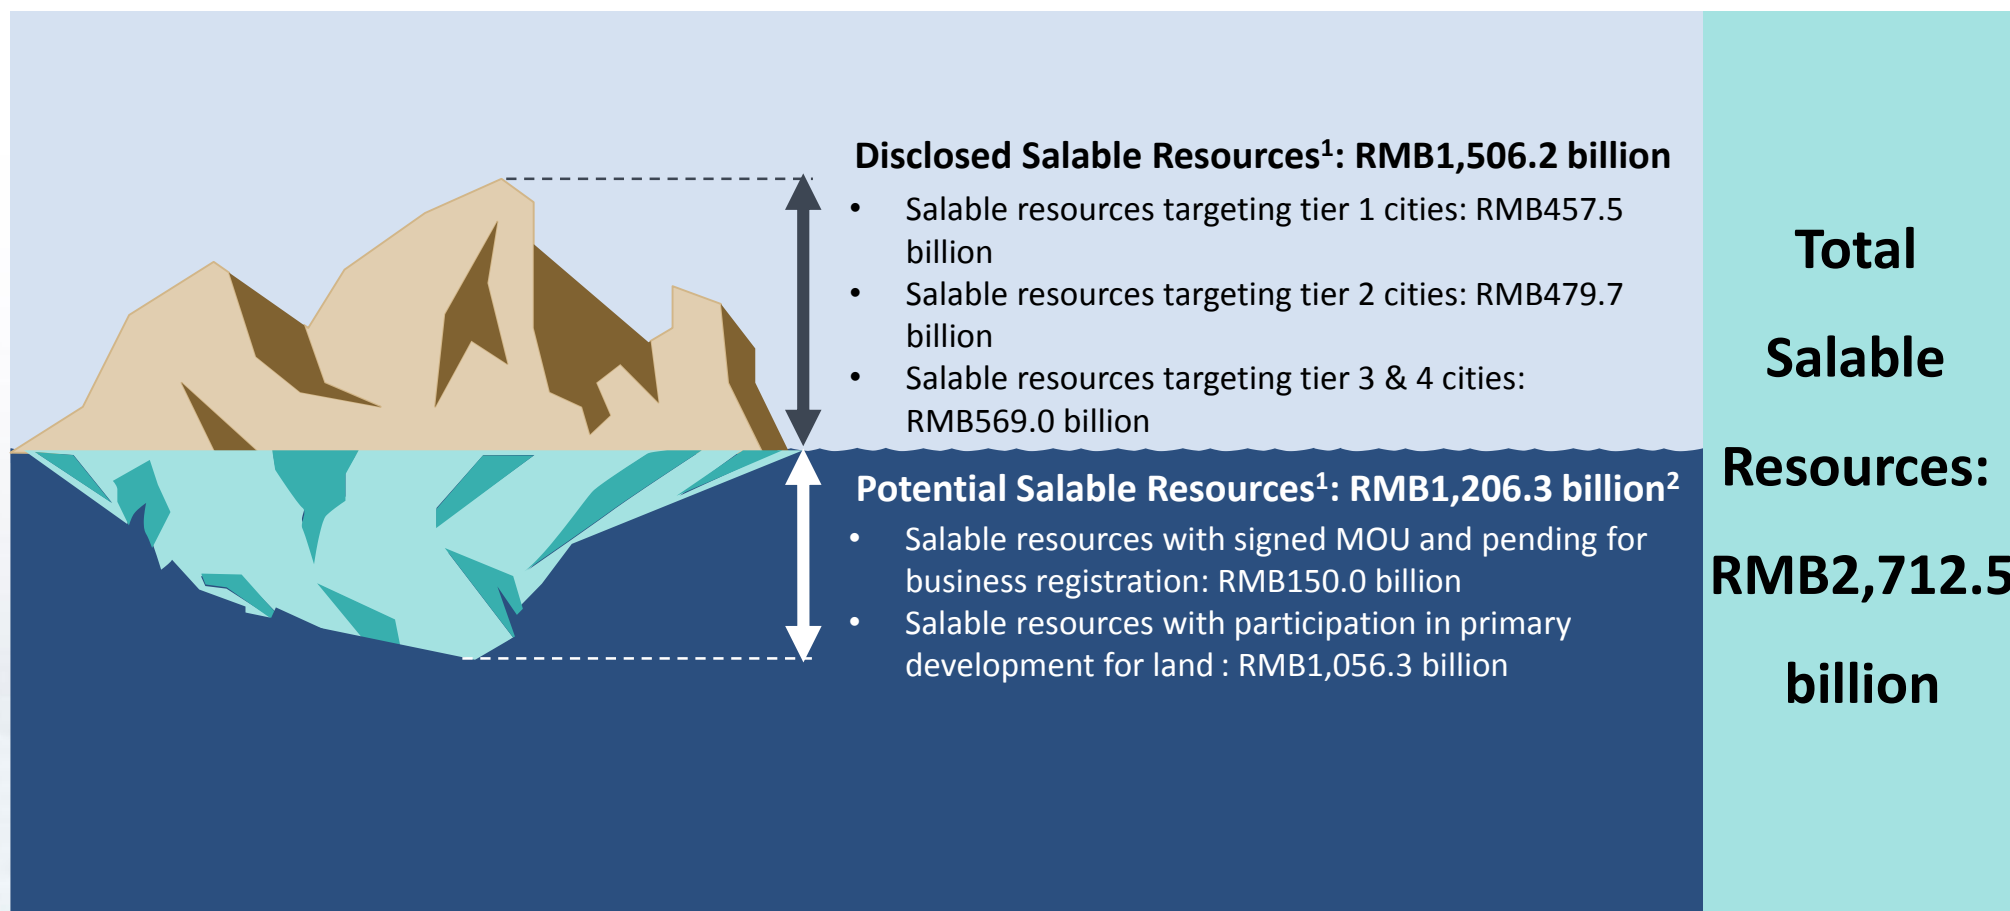 Disclosed Salable Resources¹: RMB1,506.2 billion
• Salable resources targeting tier 1 cities: RMB457.5
billion
• Salable resources targeting tier 2 cities: RMB479.7
billion
• Salable resources targeting tier 3 & 4 cities:
RMB569.0 billion
Potential Salable Resources¹: RMB1,206.3 billion²
• Salable resources with signed MOU and pending for
business registration: RMB150.0 billion
• Salable resources with participation in primary
development for land : RMB1,056.3 billion
Total
Salable
Resources:
RMB2,712.5
billion